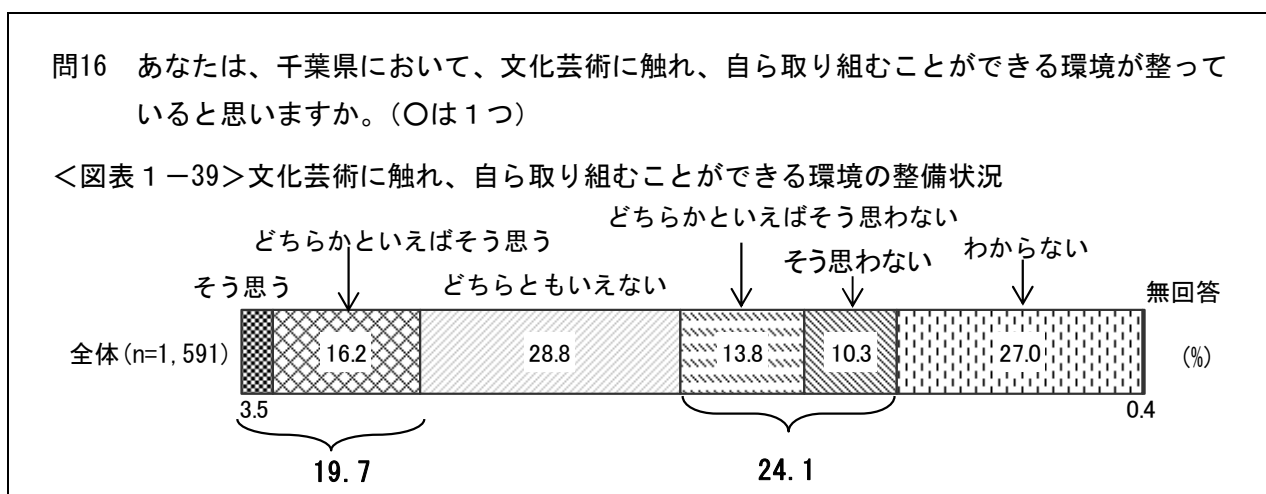 問16　あなたは、千葉県において、文化芸術に触れ、自ら取り組むことができる環境が整って
いると思いますか。（〇は１つ）
＜図表１－39＞文化芸術に触れ、自ら取り組むことができる環境の整備状況
どちらかといえばそう思わない
どちらかといえばそう思う
そう思わない
わからない
そう思う
どちらともいえない
無回答
全体(n=1,591)
16.2
28.8
13.8
10.3
27.0
(%)
3.5
0.4
19.7
24.1